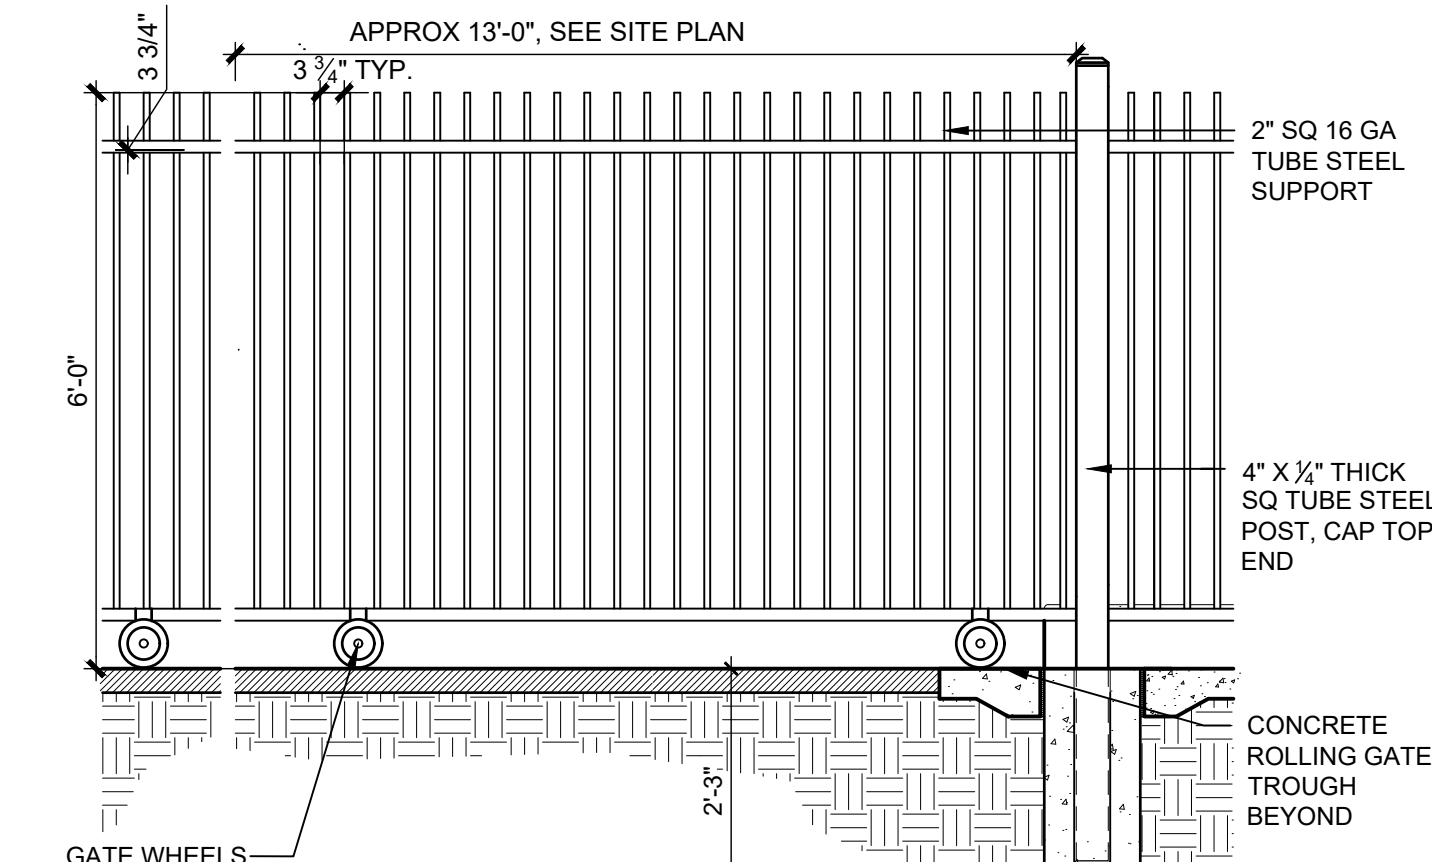 APPROX 13'-0", SEE SITE PLAN
3 3/4"
3 3/4" TYP.
2" SQ 16 GA
TUBE STEEL
SUPPORT
6'-0"
4" X 1/4" THICK
SQ TUBE STEEL
POST, CAP TOP
END
CONCRETE
ROLLING GATE
TROUGH
BEYOND
2'-3"
GATE WHEELS